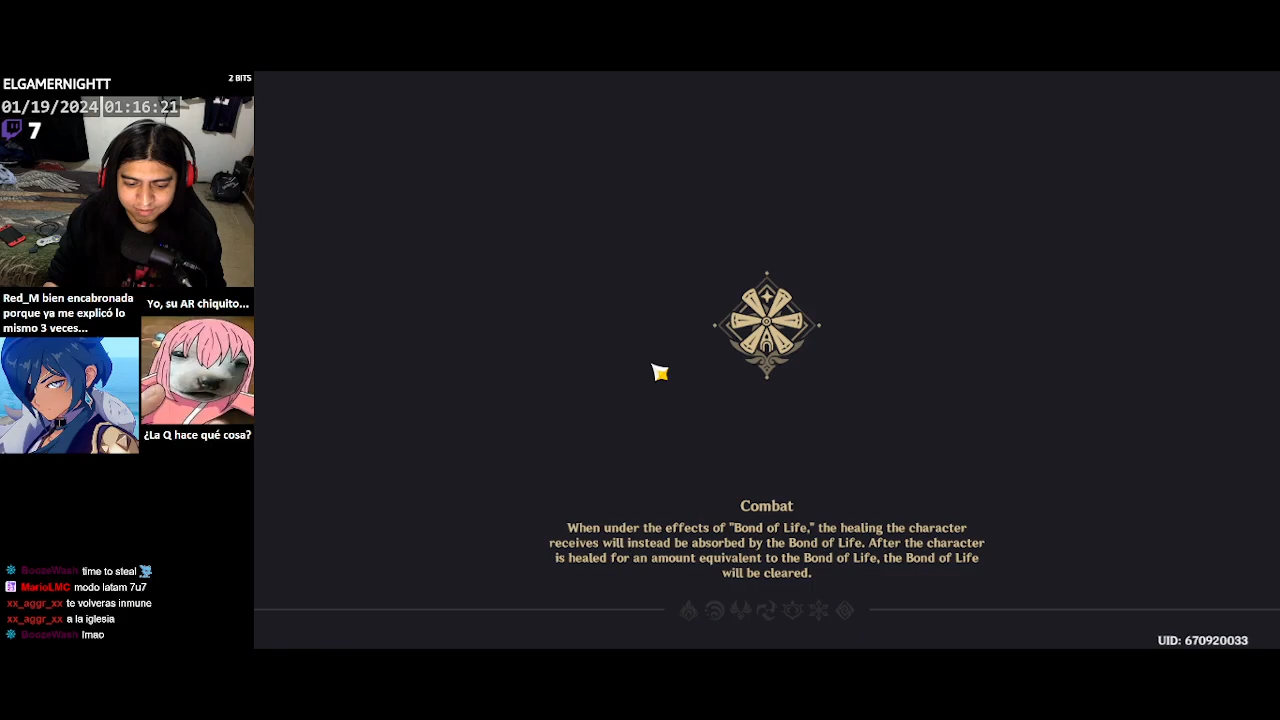 ELGAMERNIGHTT
2 BITS
01/19/2024 01:16:21
7
Red_M bien encabronada
porque ya me explicó lo
mismo 3 veces...
Yo, su AR chiquito...
¿La Q hace qué cosa?
BoozeWash time to steal
MarioLMC modo latam 7u7
xx_aggr_xx te volveras inmune
xx_aggr_xx a la iglesia
BoozeWash lmao
Combat
When under the effects of "Bond of Life," the healing the character
receives will instead be absorbed by the Bond of Life. After the character
is healed for an amount equivalent to the Bond of Life, the Bond of Life
will be cleared.
UID: 670920033